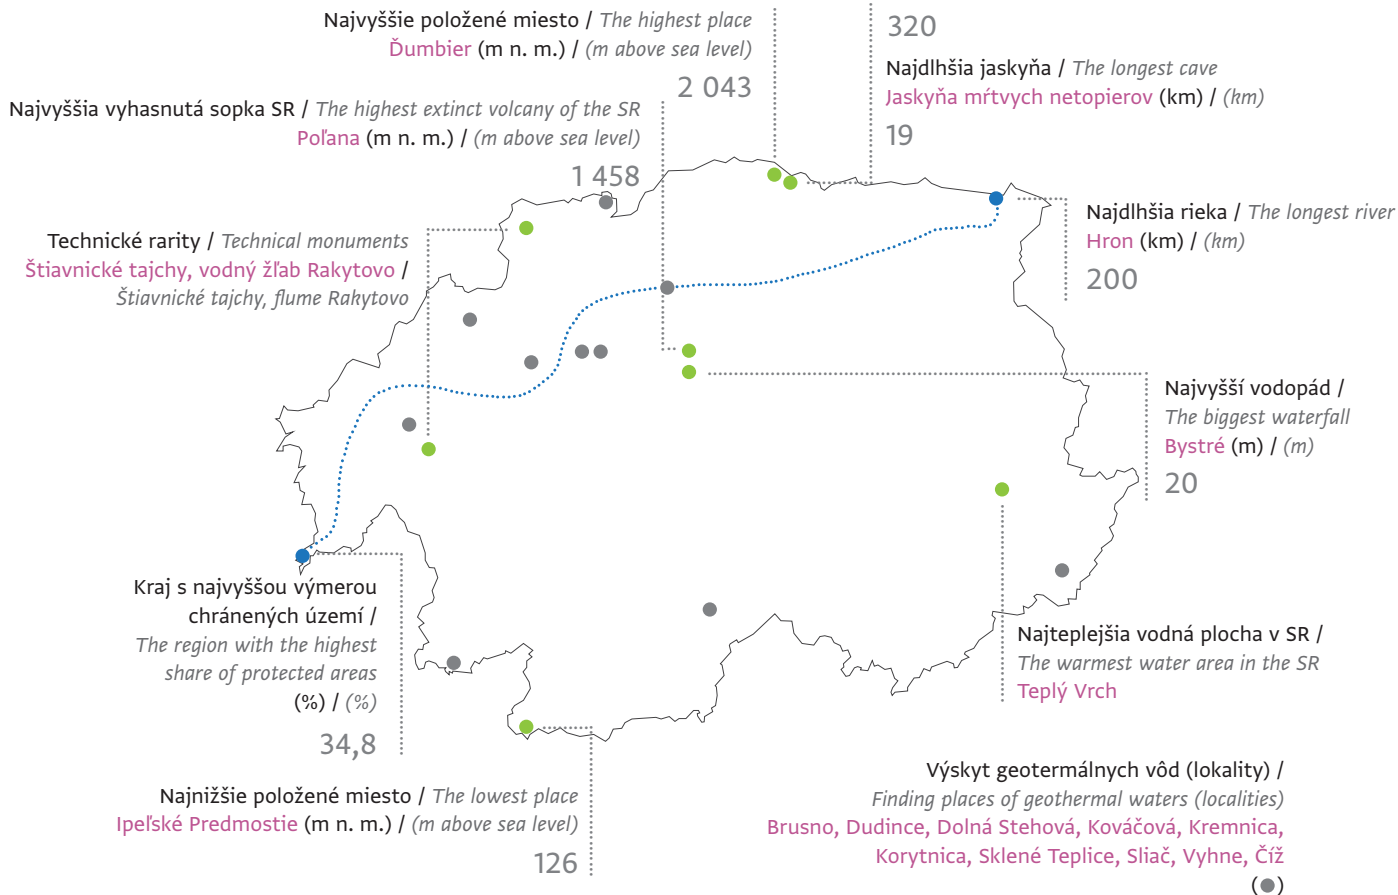 Najvyššie položené miesto / The highest place
Ďumbier (m n. m.) / (m above sea level)
2 043
320
Najdlhšia jaskyňa / The longest cave
Jaskyňa mŕtvych netopierov (km) / (km)
19
Najvyššia vyhasnutá sopka SR / The highest extinct volcany of the SR
Poľana (m n. m.) / (m above sea level)
1 458
Najdlhšia rieka / The longest river
Hron (km) / (km)
200
Technické rarity / Technical monuments
Štiavnické tajchy, vodný žľab Rakytovo /
Štiavnické tajchy, flume Rakytovo
Najvyšší vodopád /
The biggest waterfall
Bystré (m) / (m)
20
Kraj s najvyššou výmerou
chránených území /
The region with the highest
share of protected areas
(%) / (%)
34,8
Najteplejšia vodná plocha v SR /
The warmest water area in the SR
Teplý Vrch
Najnižšie položené miesto / The lowest place
Ipeľské Predmostie (m n. m.) / (m above sea level)
126
Výskyt geotermálnych vôd (lokality) /
Finding places of geothermal waters (localities)
Brusno, Dudince, Dolná Stehová, Kováčová, Kremnica,
Korytnica, Sklené Teplice, Sliač, Vyhne, Číž
(●)